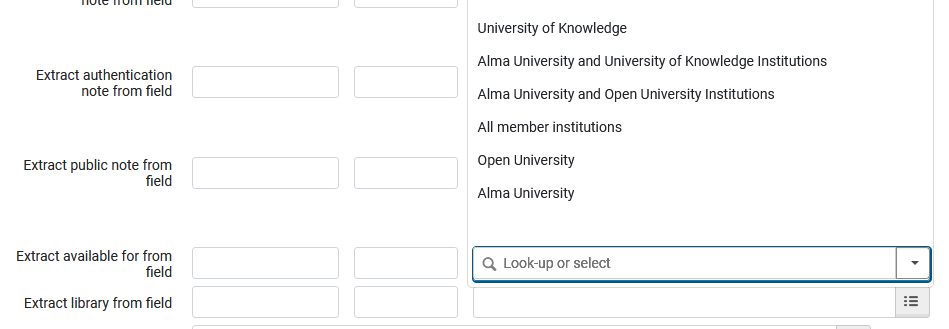 note from field
University of Knowledge
Alma University and University of Knowledge Institutions
Extract authentication
note from field
Alma University and Open University Institutions
All member institutions
Open University
Extract public note from
field
Alma University
Extract available for from
field
Look-up or select
Extract library from field